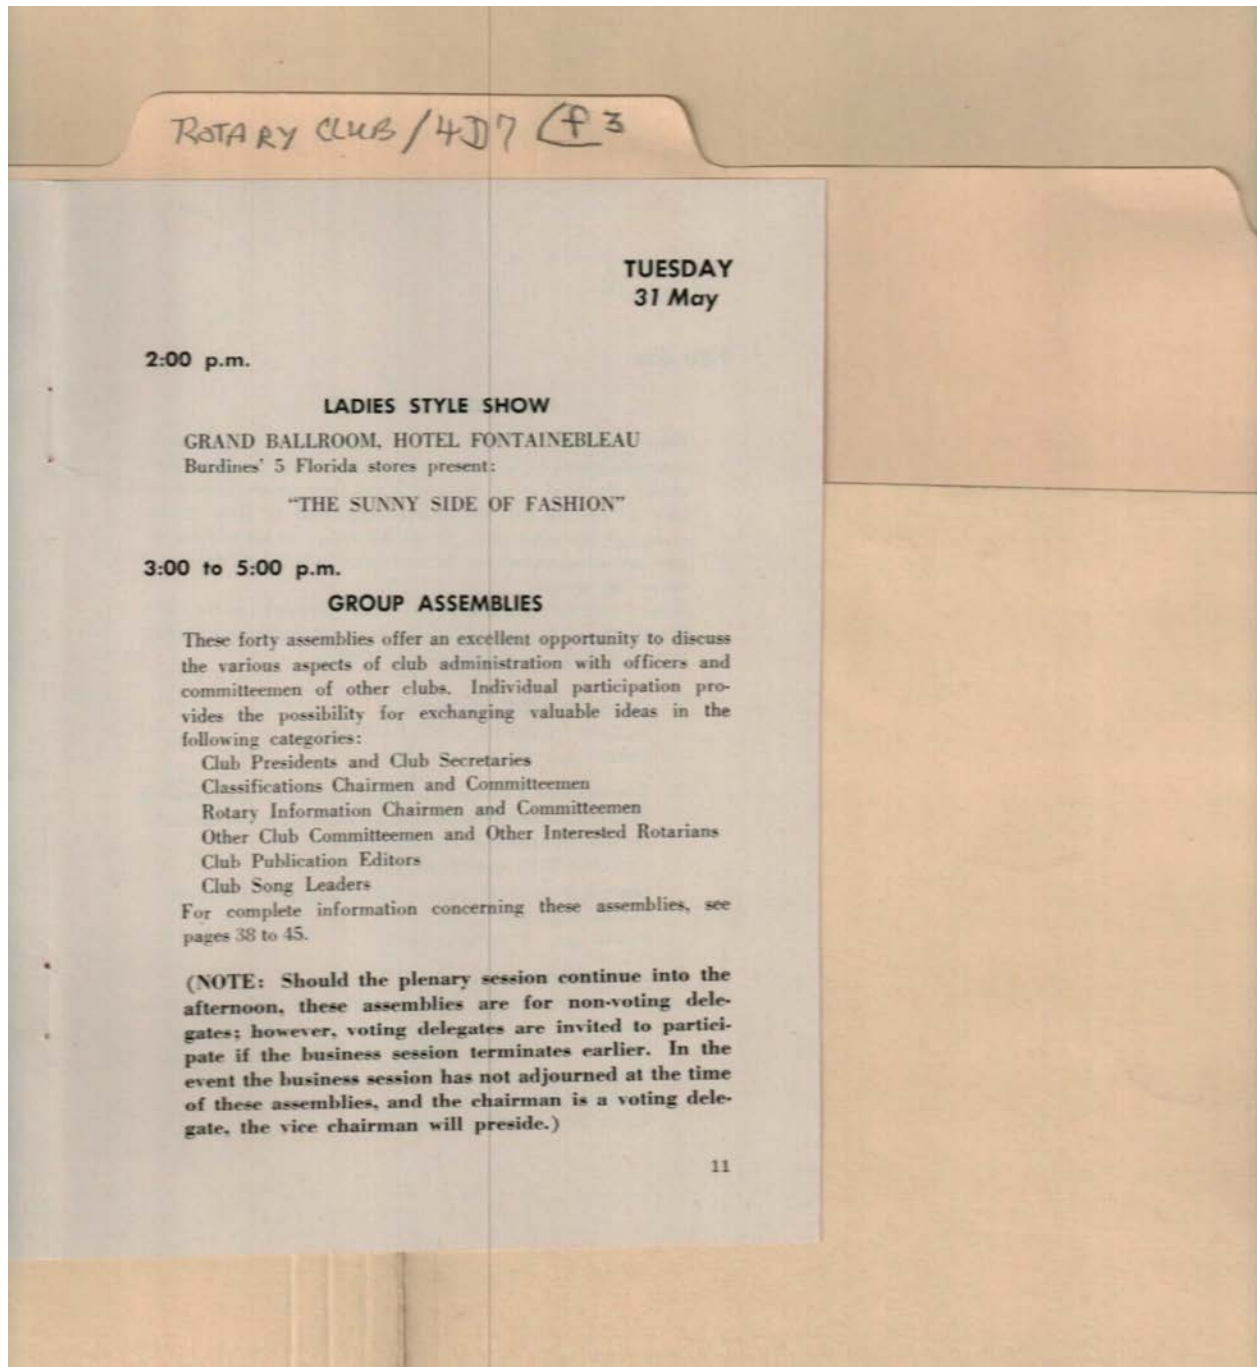 ROTARY CLUB/4D7 f3
TUESDAY
31 May
2:00 p.m.
LADIES STYLE SHOW
GRAND BALLROOM, HOTEL FONTAINEBLEAU
Burdines' 5 Florida stores present:
"THE SUNNY SIDE OF FASHION"
3:00 to 5:00 p.m.
GROUP ASSEMBLIES
These forty assemblies offer an excellent opportunity to discuss
the various aspects of club administration with officers and
committeemen of other clubs. Individual participation pro-
vides the possibility for exchanging valuable ideas in the
following categories:
Club Presidents and Club Secretaries
Classifications Chairmen and Committeemen
Rotary Information Chairmen and Committeemen
Other Club Committeemen and Other Interested Rotarians
Club Publication Editors
Club Song Leaders
For complete information concerning these assemblies, see
pages 38 to 45.
(NOTE: Should the plenary session continue into the
afternoon, these assemblies are for non-voting dele-
gates; however, voting delegates are invited to partici-
pate if the business session terminates earlier. In the
event the business session has not adjourned at the time
of these assemblies, and the chairman is a voting dele-
gate, the vice chairman will preside.)
11